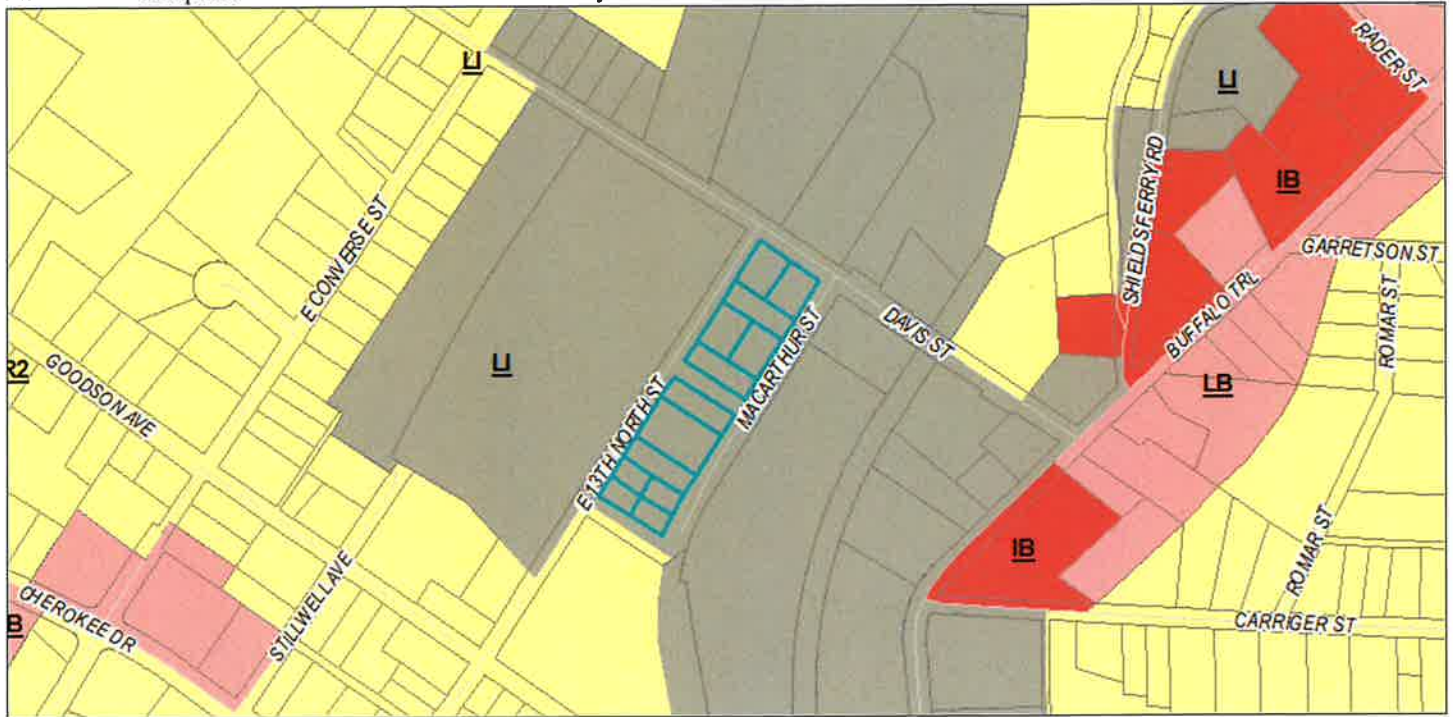 LI
RADER ST
LI
SHIELDS FERRY RD
IB
E CONVERSE ST
GARRETSON ST
BUFFALO TRL
ROMAR ST
DAVIS ST
MACARTHUR ST
LI
R2
GOODSON AVE
LB
E 13TH NORTH ST
IB
ROMAR ST
STILLWELL AVE
CHEROKEE DR
B
CARRIGER ST